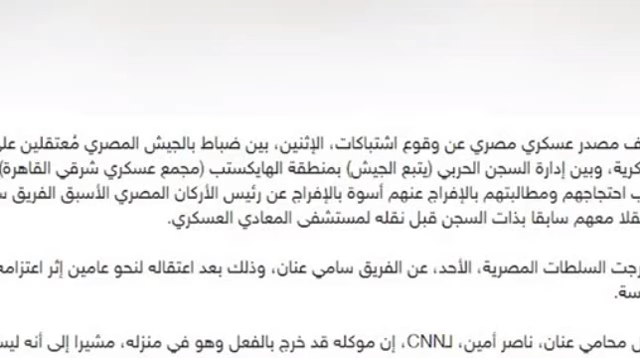 ف مصدر عسكري مصري عن وقوع اشتباكات، الإثنين، بين ضباط بالجيش المصري مُعتقلين على
كرية، وبين إدارة السجن الحربي (يتبع الجيش) بمنطقة الهايكستب (مجمع عسكري شرقي القاهرة)
ب احتجاجهم ومطالبتهم بالإفراج عنهم أسوة بالإفراج عن رئيس الأركان المصري الأسبق الفريق س
قلا معهم سابقا بذات السجن قبل نقله لمستشفى المعادي العسكري.
رجت السلطات المصرية، الأحد، عن الفريق سامي عنان، وذلك بعد اعتقاله لنحو عامين إثر اعتزامه
سة.
محامي عنان، ناصر أمين، لـCNN، إن موكله قد خرج بالفعل وهو في منزله، مشيرا إلى أنه ليس